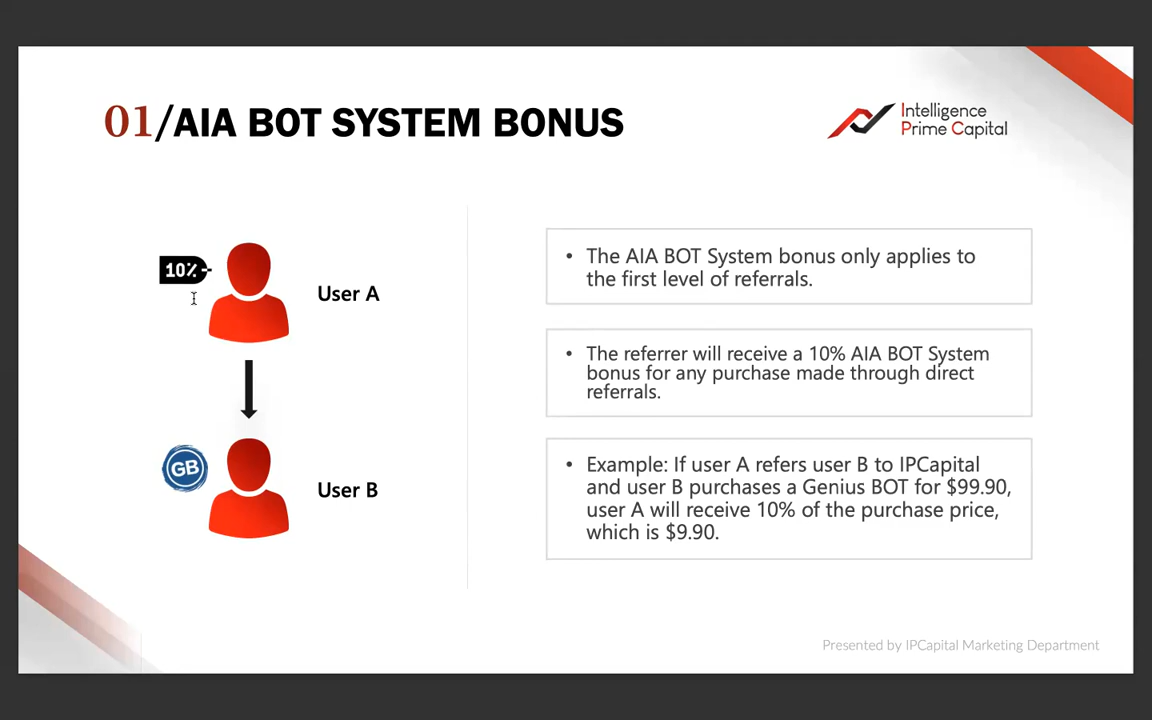 01/AIA BOT SYSTEM BONUS
Intelligence
Prime Capital
10%
User A
GB
User B
• The AIA BOT System bonus only applies to
the first level of referrals.
• The referrer will receive a 10% AIA BOT System
bonus for any purchase made through direct
referrals.
• Example: If user A refers user B to IPCapital
and user B purchases a Genius BOT for $99.90,
user A will receive 10% of the purchase price,
which is $9.90.
Presented by IPCapital Marketing Department